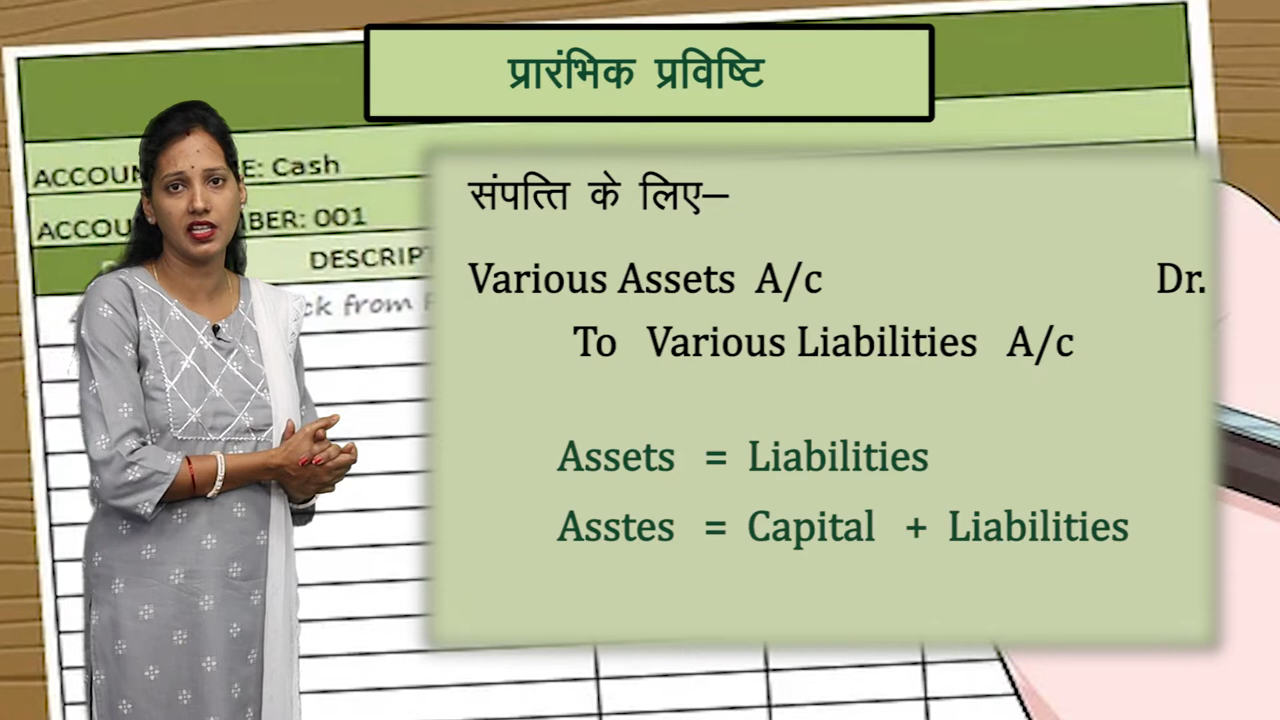 प्रारंभिक प्रविष्टि
ACCOUN E: Cash
ACCOU BER: 001
DESCRIPT
ck from
संपत्ति के लिए–
Various Assets A/c Dr.
To Various Liabilities A/c
Assets = Liabilities
Asstes = Capital + Liabilities